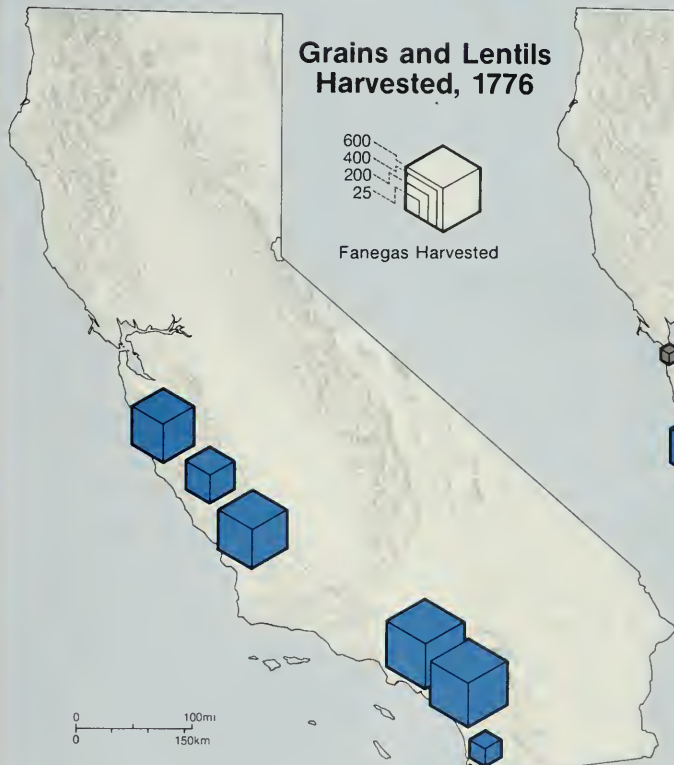 Grains and Lentils
Harvested, 1776
600
400
200
25
Fanegas Harvested
0 100mi
0 150km